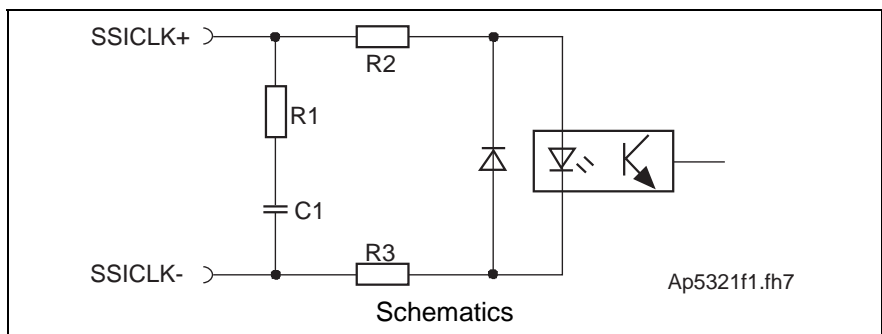 SSICLK+
R2
R1
C1
R3
SSICLK-
Ap5321f1.fh7
Schematics